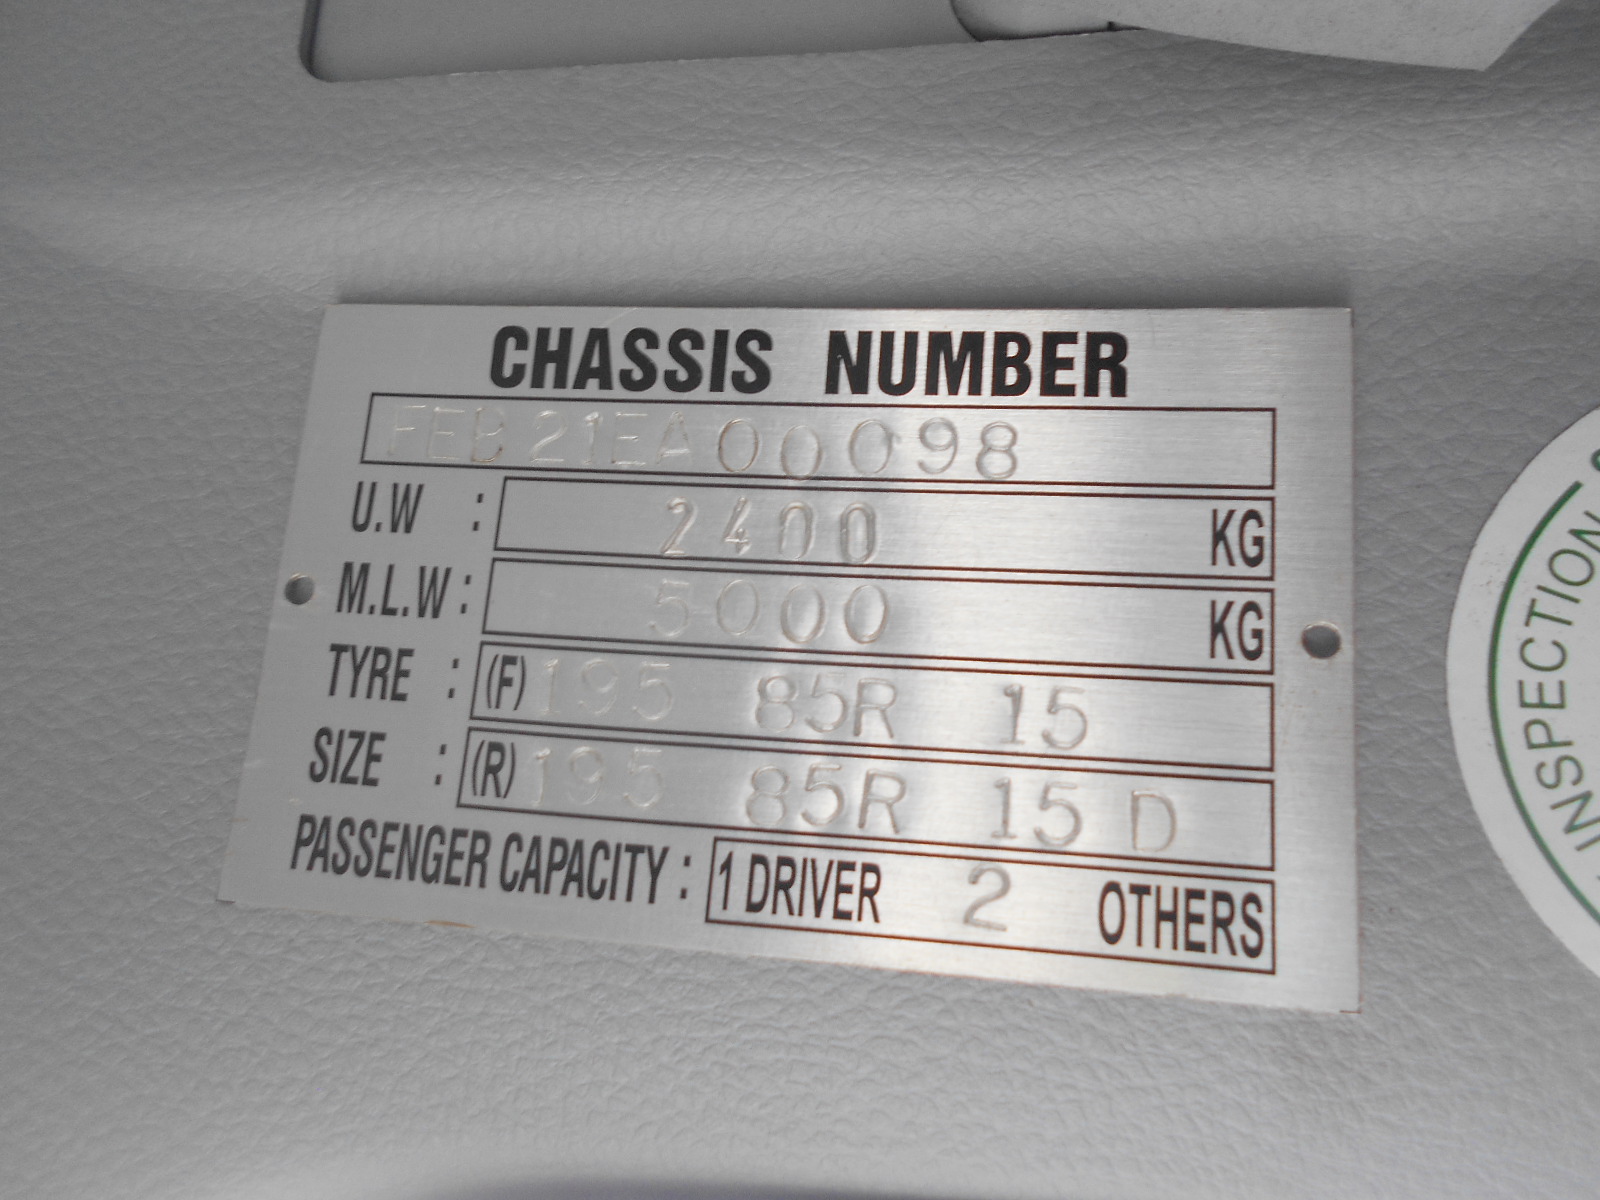 CHASSIS NUMBER
FEB21EA00098
U.W : 2400 KG
M.L.W : 5000 KG
TYRE : (F) 195 85R 15
SIZE : (R) 195 85R 15 D
PASSENGER CAPACITY : 1 DRIVER 2 OTHERS
INSPECTION